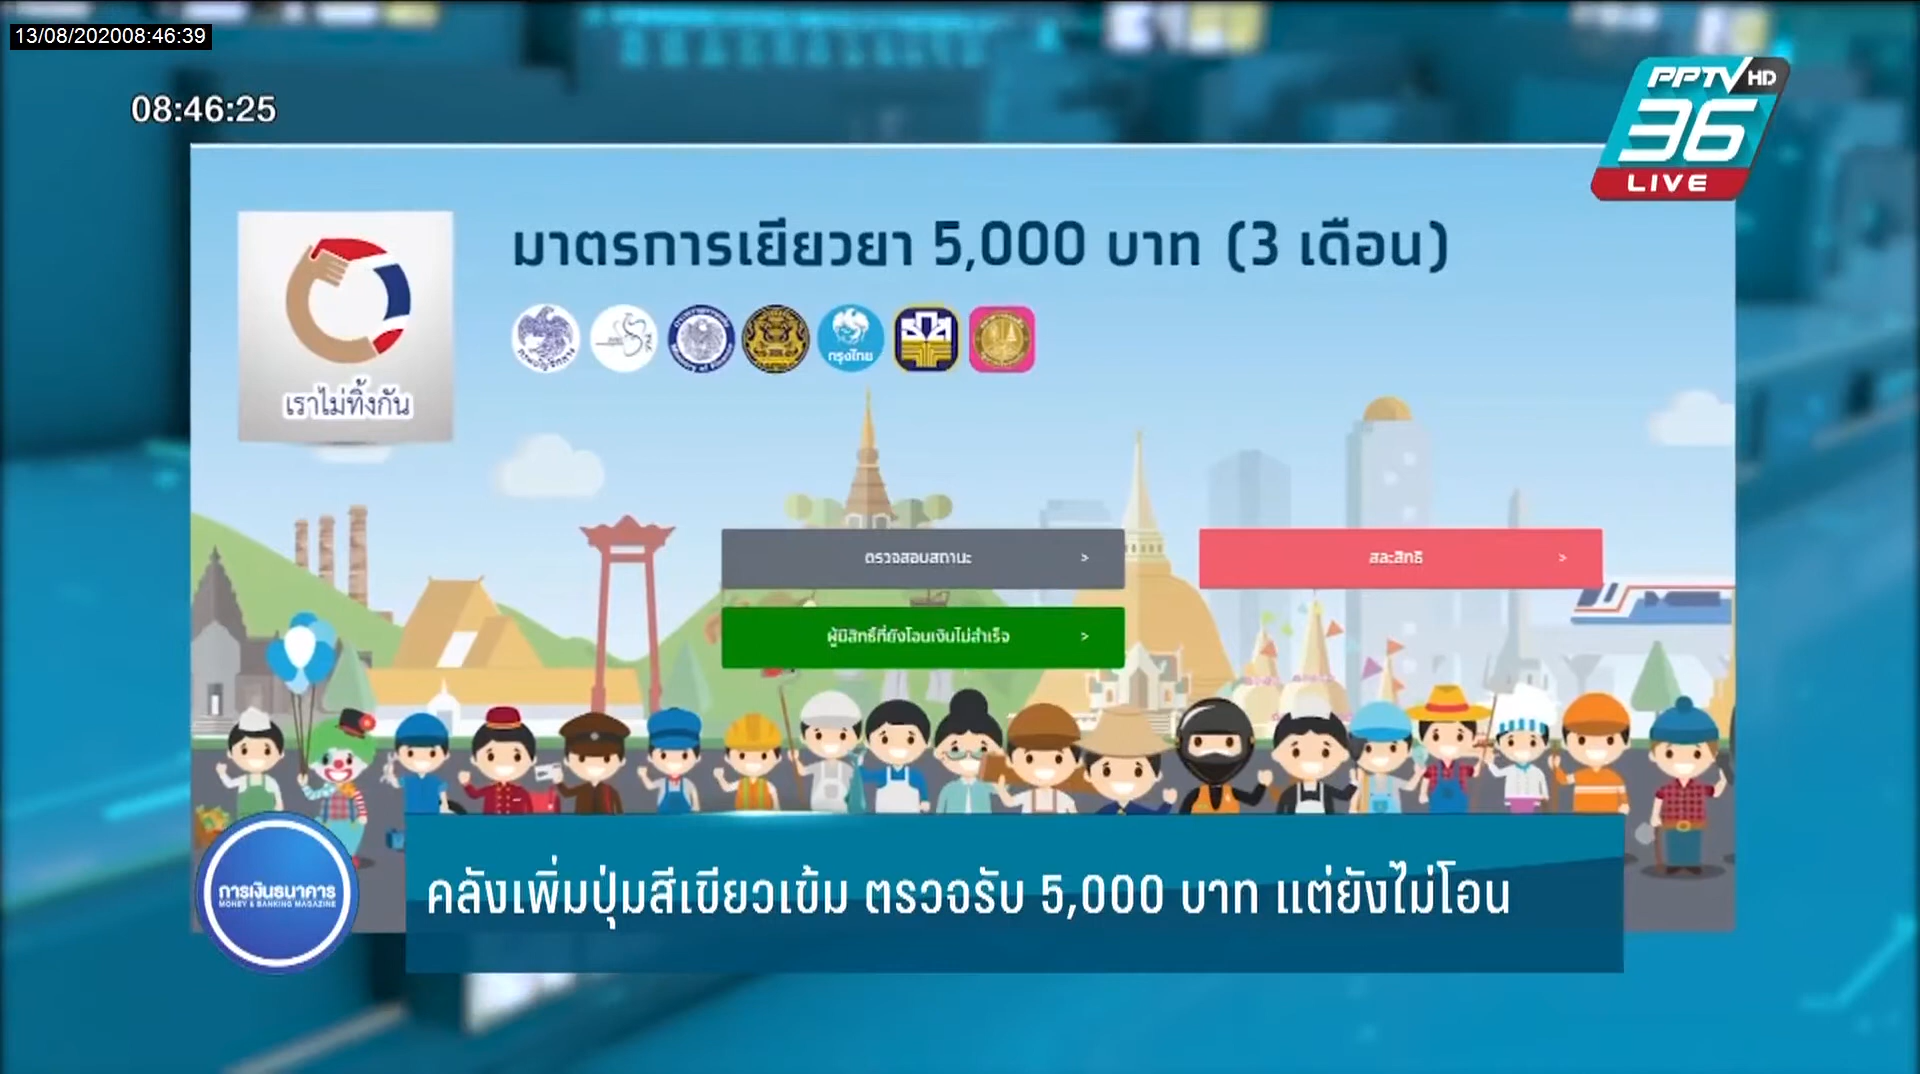 13/08/202008:46:39
08:46:25
PPTV HD
36
LIVE
มาตรการเยียวยา 5,000 บาท (3 เดือน)
กรุงไทย
ธกส
เราไม่ทิ้งกัน
ตรวจสอบสถานะ >
สละสิทธิ >
ผู้มีสิทธิ์ที่ยังโอนเงินไม่สำเร็จ >
การเงินธนาคาร
MONEY & BANKING MAGAZINE
คลังเพิ่มปุ่มสีเขียวเข้ม ตรวจรับ 5,000 บาท แต่ยังไม่โอน